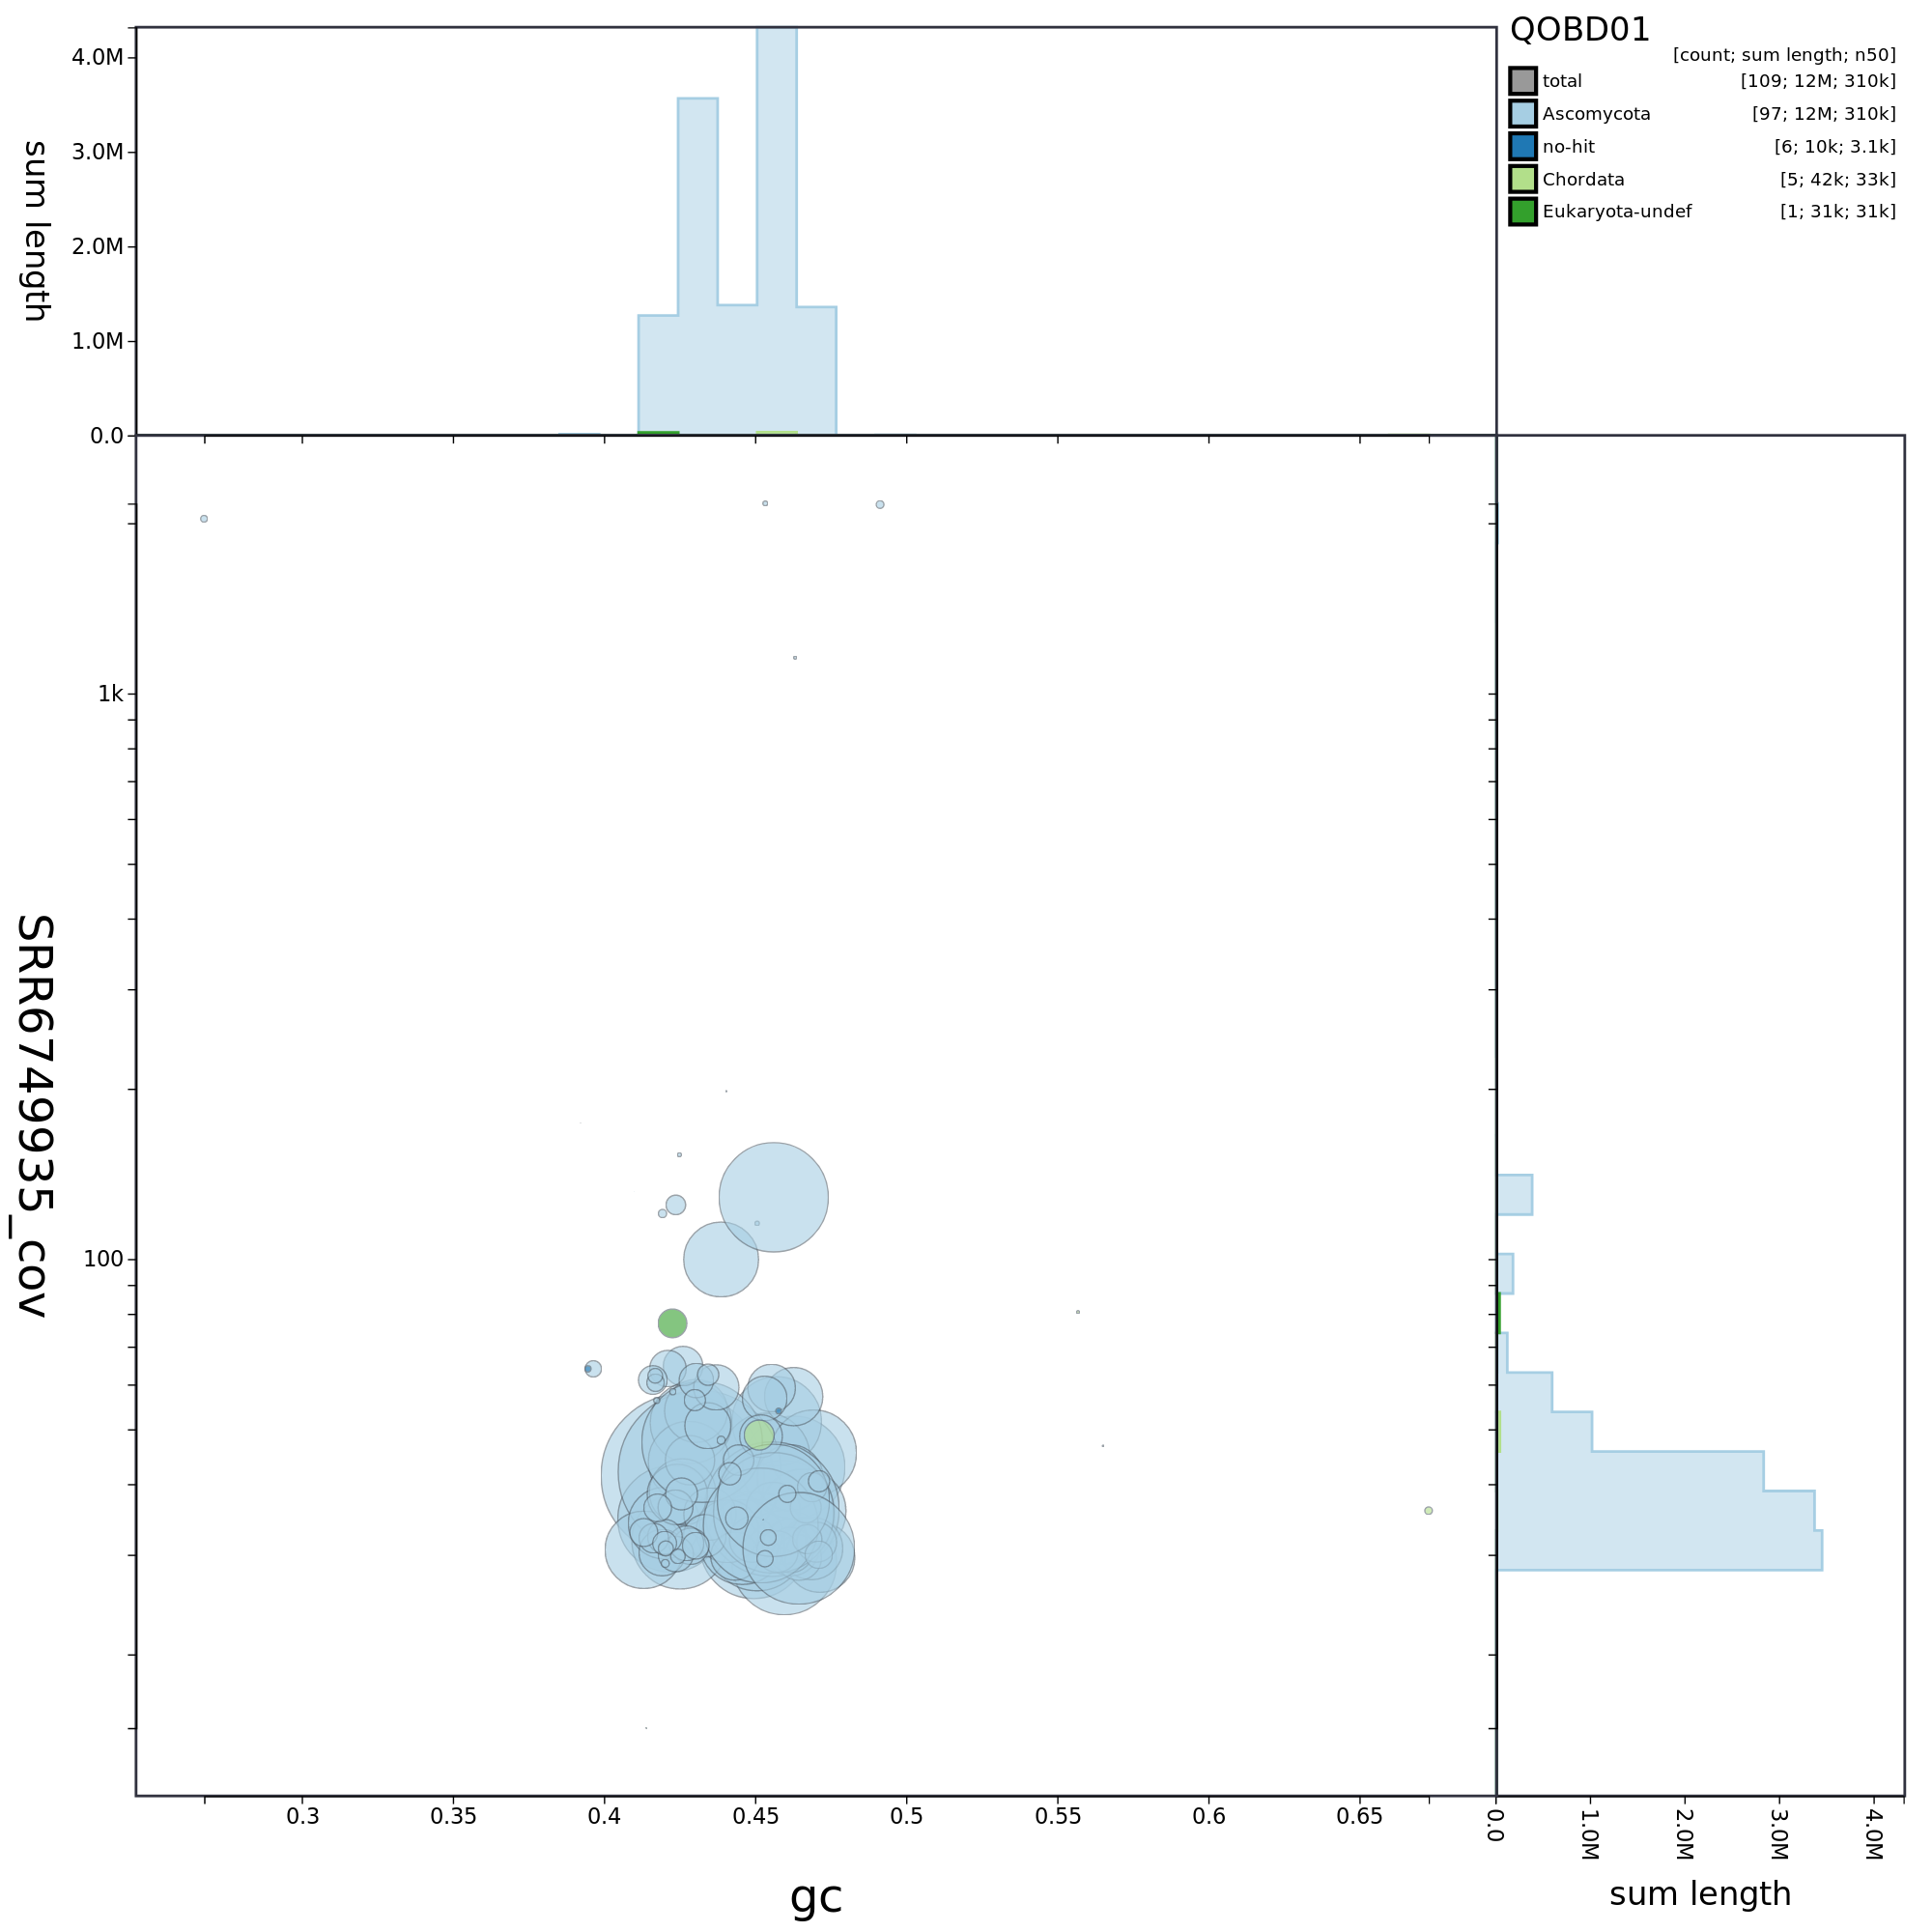 QOBD01
[count; sum length; n50]
total [109; 12M; 310k]
Ascomycota [97; 12M; 310k]
no-hit [6; 10k; 3.1k]
Chordata [5; 42k; 33k]
Eukaryota-undef [1; 31k; 31k]
sum length
4.0M
3.0M
2.0M
1.0M
0.0
SRR6749935_cov
1k
100
0.3 0.35 0.4 0.45 0.5 0.55 0.6 0.65
gc
0.0 1.0M 2.0M 3.0M 4.0M
sum length